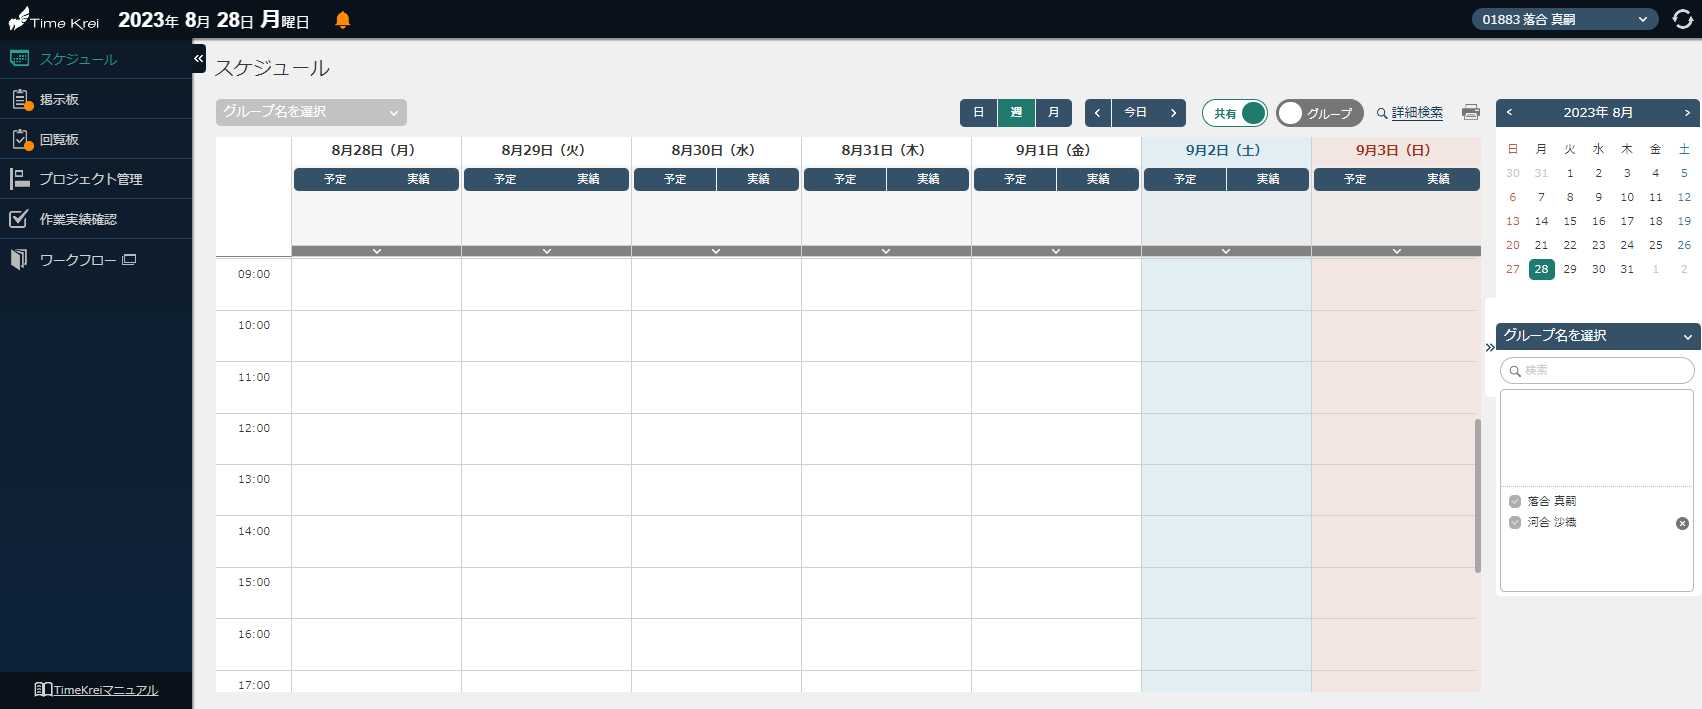 Time Krei 2023年 8月 28日 月曜日 01883 落合 真嗣
スケジュール
掲示板
回覧板
プロジェクト管理
作業実績確認
ワークフロー
TimeKreiマニュアル
スケジュール
グループ名を選択 日 週 月 今日 共有 グループ 詳細検索
8月28日（月） 8月29日（火） 8月30日（水） 8月31日（木） 9月1日（金） 9月2日（土） 9月3日（日）
予定 実績 予定 実績 予定 実績 予定 実績 予定 実績 予定 実績 予定 実績
09:00
10:00
11:00
12:00
13:00
14:00
15:00
16:00
17:00
2023年 8月
日 月 火 水 木 金 土
30 31 1 2 3 4 5
6 7 8 9 10 11 12
13 14 15 16 17 18 19
20 21 22 23 24 25 26
27 28 29 30 31 1 2
グループ名を選択
検索
落合 真嗣
河合 沙織